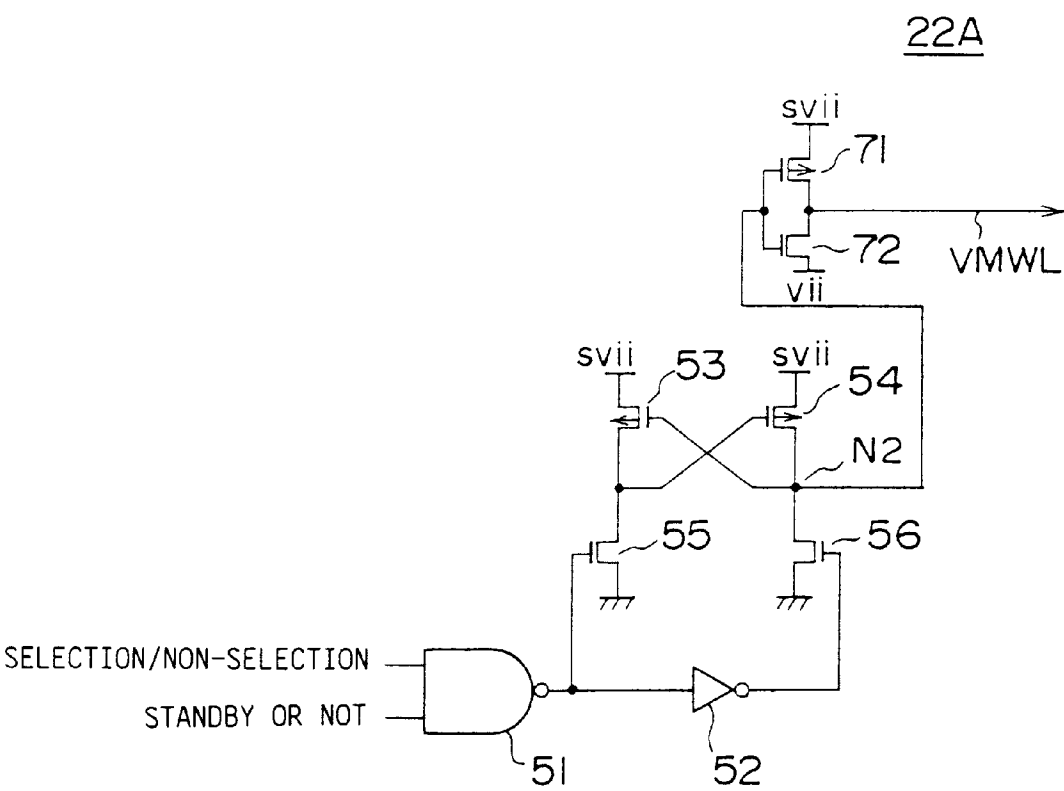 22A
svii
71
72
VMWL
vii
svii
53
svii
54
N2
55
56
SELECTION/NON-SELECTION
STANDBY OR NOT
51
52